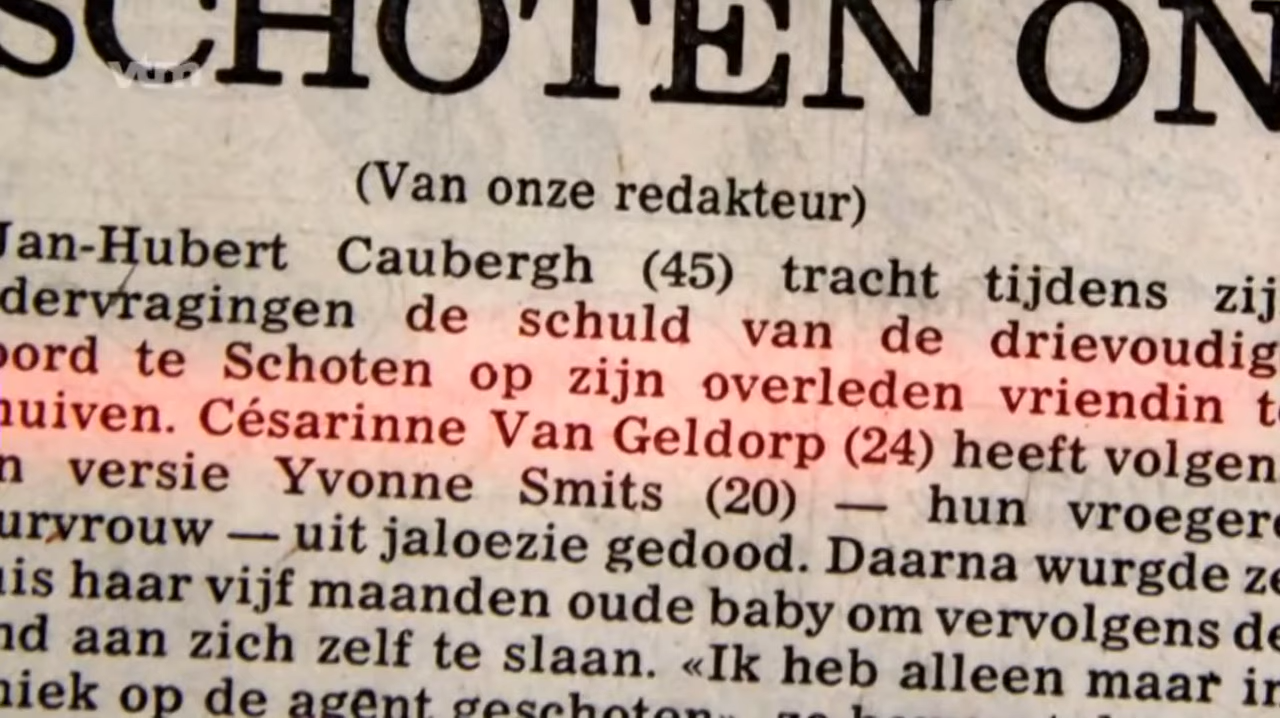 SCHOTEN ON
vtm
(Van onze redakteur)
Jan-Hubert Caubergh (45) tracht tijdens zij
dervragingen de schuld van de drievoudig
oord te Schoten op zijn overleden vriendin t
huiven. Césarinne Van Geldorp (24) heeft volgen
n versie Yvonne Smits (20) — hun vroeger
urvrouw — uit jaloezie gedood. Daarna wurgde ze
uis haar vijf maanden oude baby om vervolgens de
nd aan zich zelf te slaan. «Ik heb alleen maar in
niek op de agent geschoten»